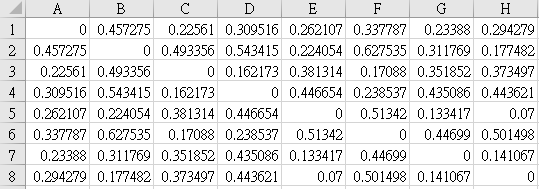 A B C D E F G H
1 0 0.457275 0.22561 0.309516 0.262107 0.337787 0.23388 0.294279
2 0.457275 0 0.493356 0.543415 0.224054 0.627535 0.311769 0.177482
3 0.22561 0.493356 0 0.162173 0.381314 0.17088 0.351852 0.373497
4 0.309516 0.543415 0.162173 0 0.446654 0.238537 0.435086 0.443621
5 0.262107 0.224054 0.381314 0.446654 0 0.51342 0.133417 0.07
6 0.337787 0.627535 0.17088 0.238537 0.51342 0 0.44699 0.501498
7 0.23388 0.311769 0.351852 0.435086 0.133417 0.44699 0 0.141067
8 0.294279 0.177482 0.373497 0.443621 0.07 0.501498 0.141067 0